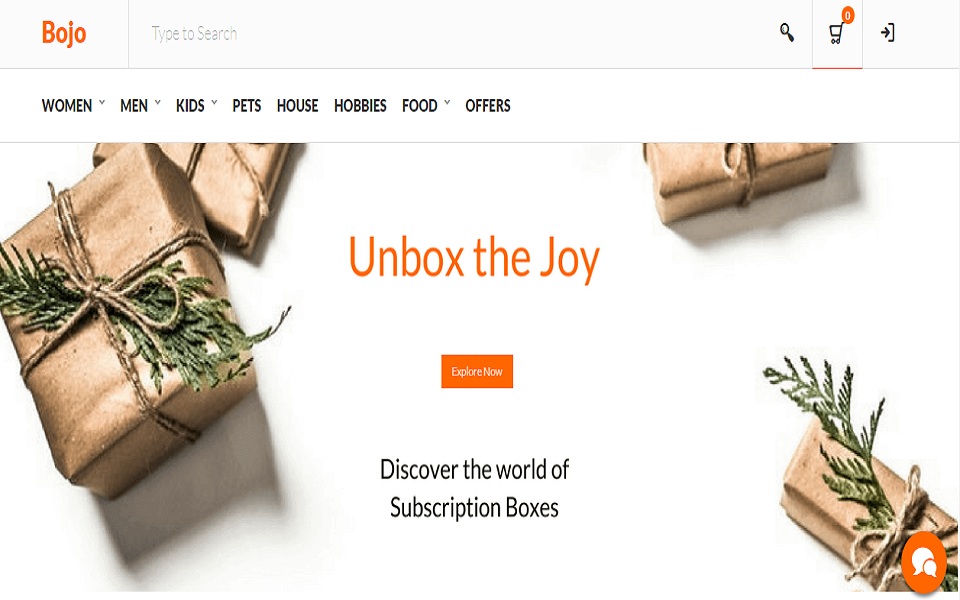 Bojo
Type to Search
0
WOMEN MEN KIDS PETS HOUSE HOBBIES FOOD OFFERS
Unbox the Joy
Explore Now
Discover the world of
Subscription Boxes